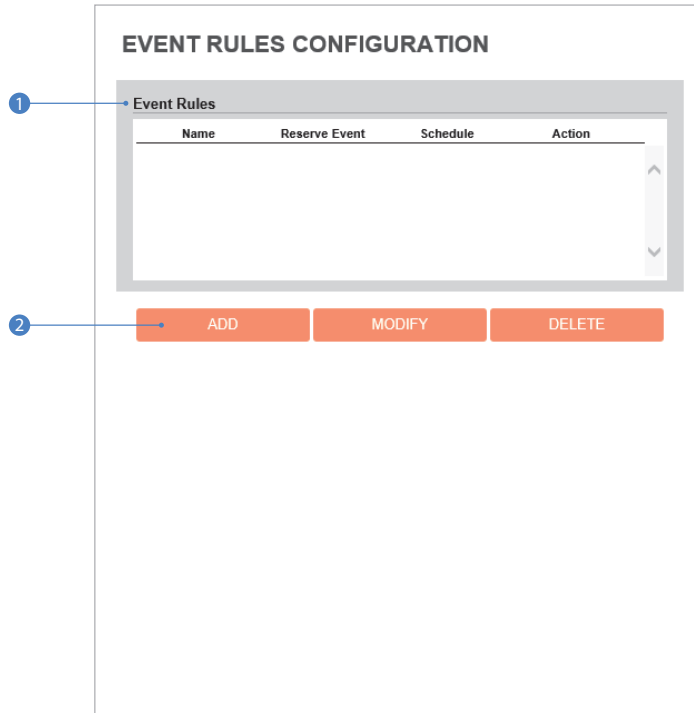 EVENT RULES CONFIGURATION
1
Event Rules
Name Reserve Event Schedule Action
2
ADD MODIFY DELETE